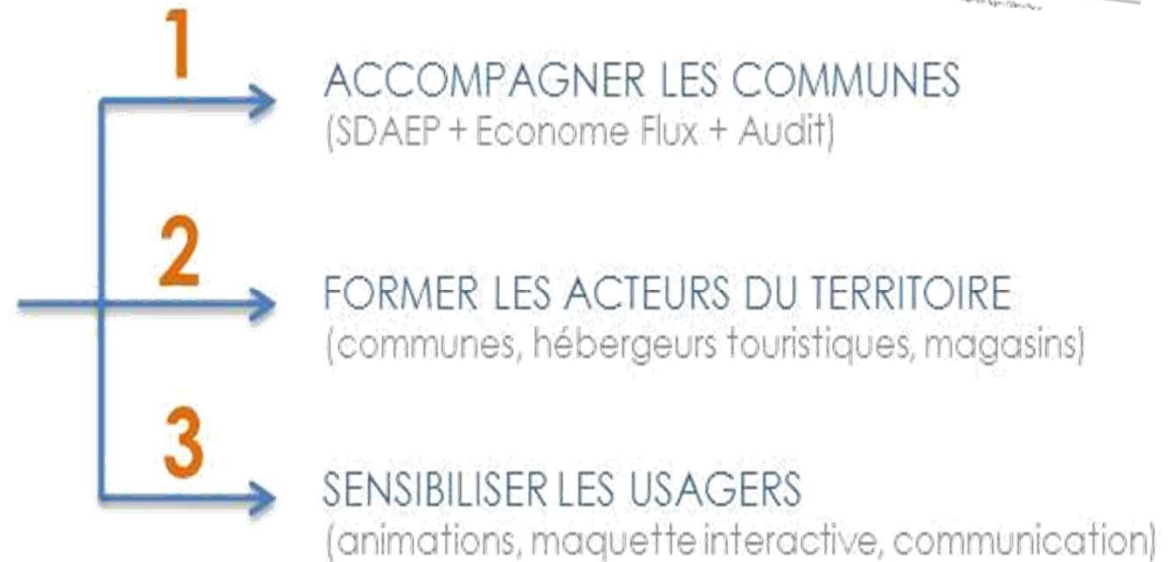 1
ACCOMPAGNER LES COMMUNES
(SDAEP + Econome Flux + Audit)
2
FORMER LES ACTEURS DU TERRITOIRE
(communes, hébergeurs touristiques, magasins)
3
SENSIBILISER LES USAGERS
(animations, maquette interactive, communication)